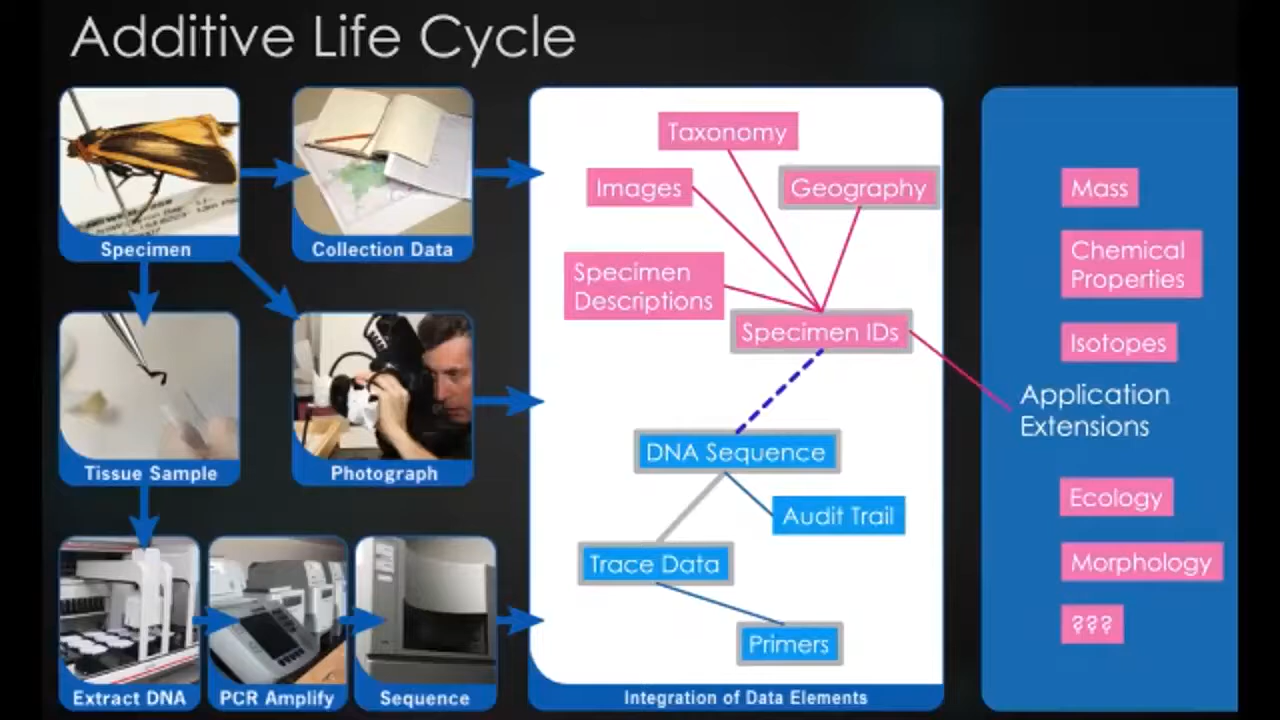 Additive Life Cycle
Specimen
Collection Data
Tissue Sample
Photograph
Extract DNA
PCR Amplify
Sequence
Taxonomy
Images
Geography
Specimen
Descriptions
Specimen IDs
DNA Sequence
Audit Trail
Trace Data
Primers
Integration of Data Elements
Mass
Chemical
Properties
Isotopes
Application
Extensions
Ecology
Morphology
???